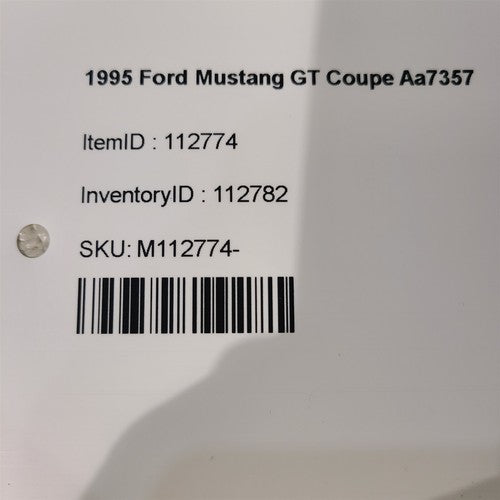 1995 Ford Mustang GT Coupe Aa7357
ItemID : 112774
InventoryID : 112782
SKU: M112774-